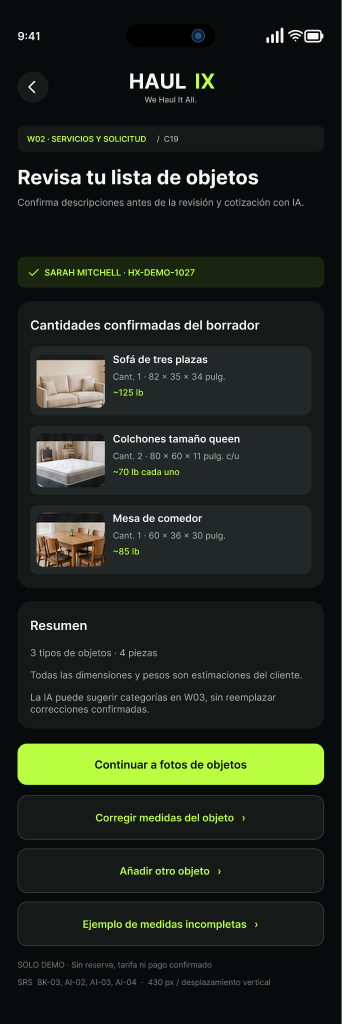 9:41
HAUL IX
We Haul It All.
W02 · SERVICIOS Y SOLICITUD / C19
Revisa tu lista de objetos
Confirma descripciones antes de la revisión y cotización con IA.
SARAH MITCHELL · HX-DEMO-1027
Cantidades confirmadas del borrador
Sofá de tres plazas
Cant. 1 · 82 × 35 × 34 pulg.
~125 lb
Colchones tamaño queen
Cant. 2 · 80 × 60 × 11 pulg. c/u
~70 lb cada uno
Mesa de comedor
Cant. 1 · 60 × 36 × 30 pulg.
~85 lb
Resumen
3 tipos de objetos · 4 piezas
Todas las dimensiones y pesos son estimaciones del cliente.
La IA puede sugerir categorías en W03, sin reemplazar
correcciones confirmadas.
Continuar a fotos de objetos
Corregir medidas del objeto ›
Añadir otro objeto ›
Ejemplo de medidas incompletas ›
SOLO DEMO · Sin reserva, tarifa ni pago confirmado
SRS BK-03, AI-02, AI-03, AI-04 · 430 px / desplazamiento vertical